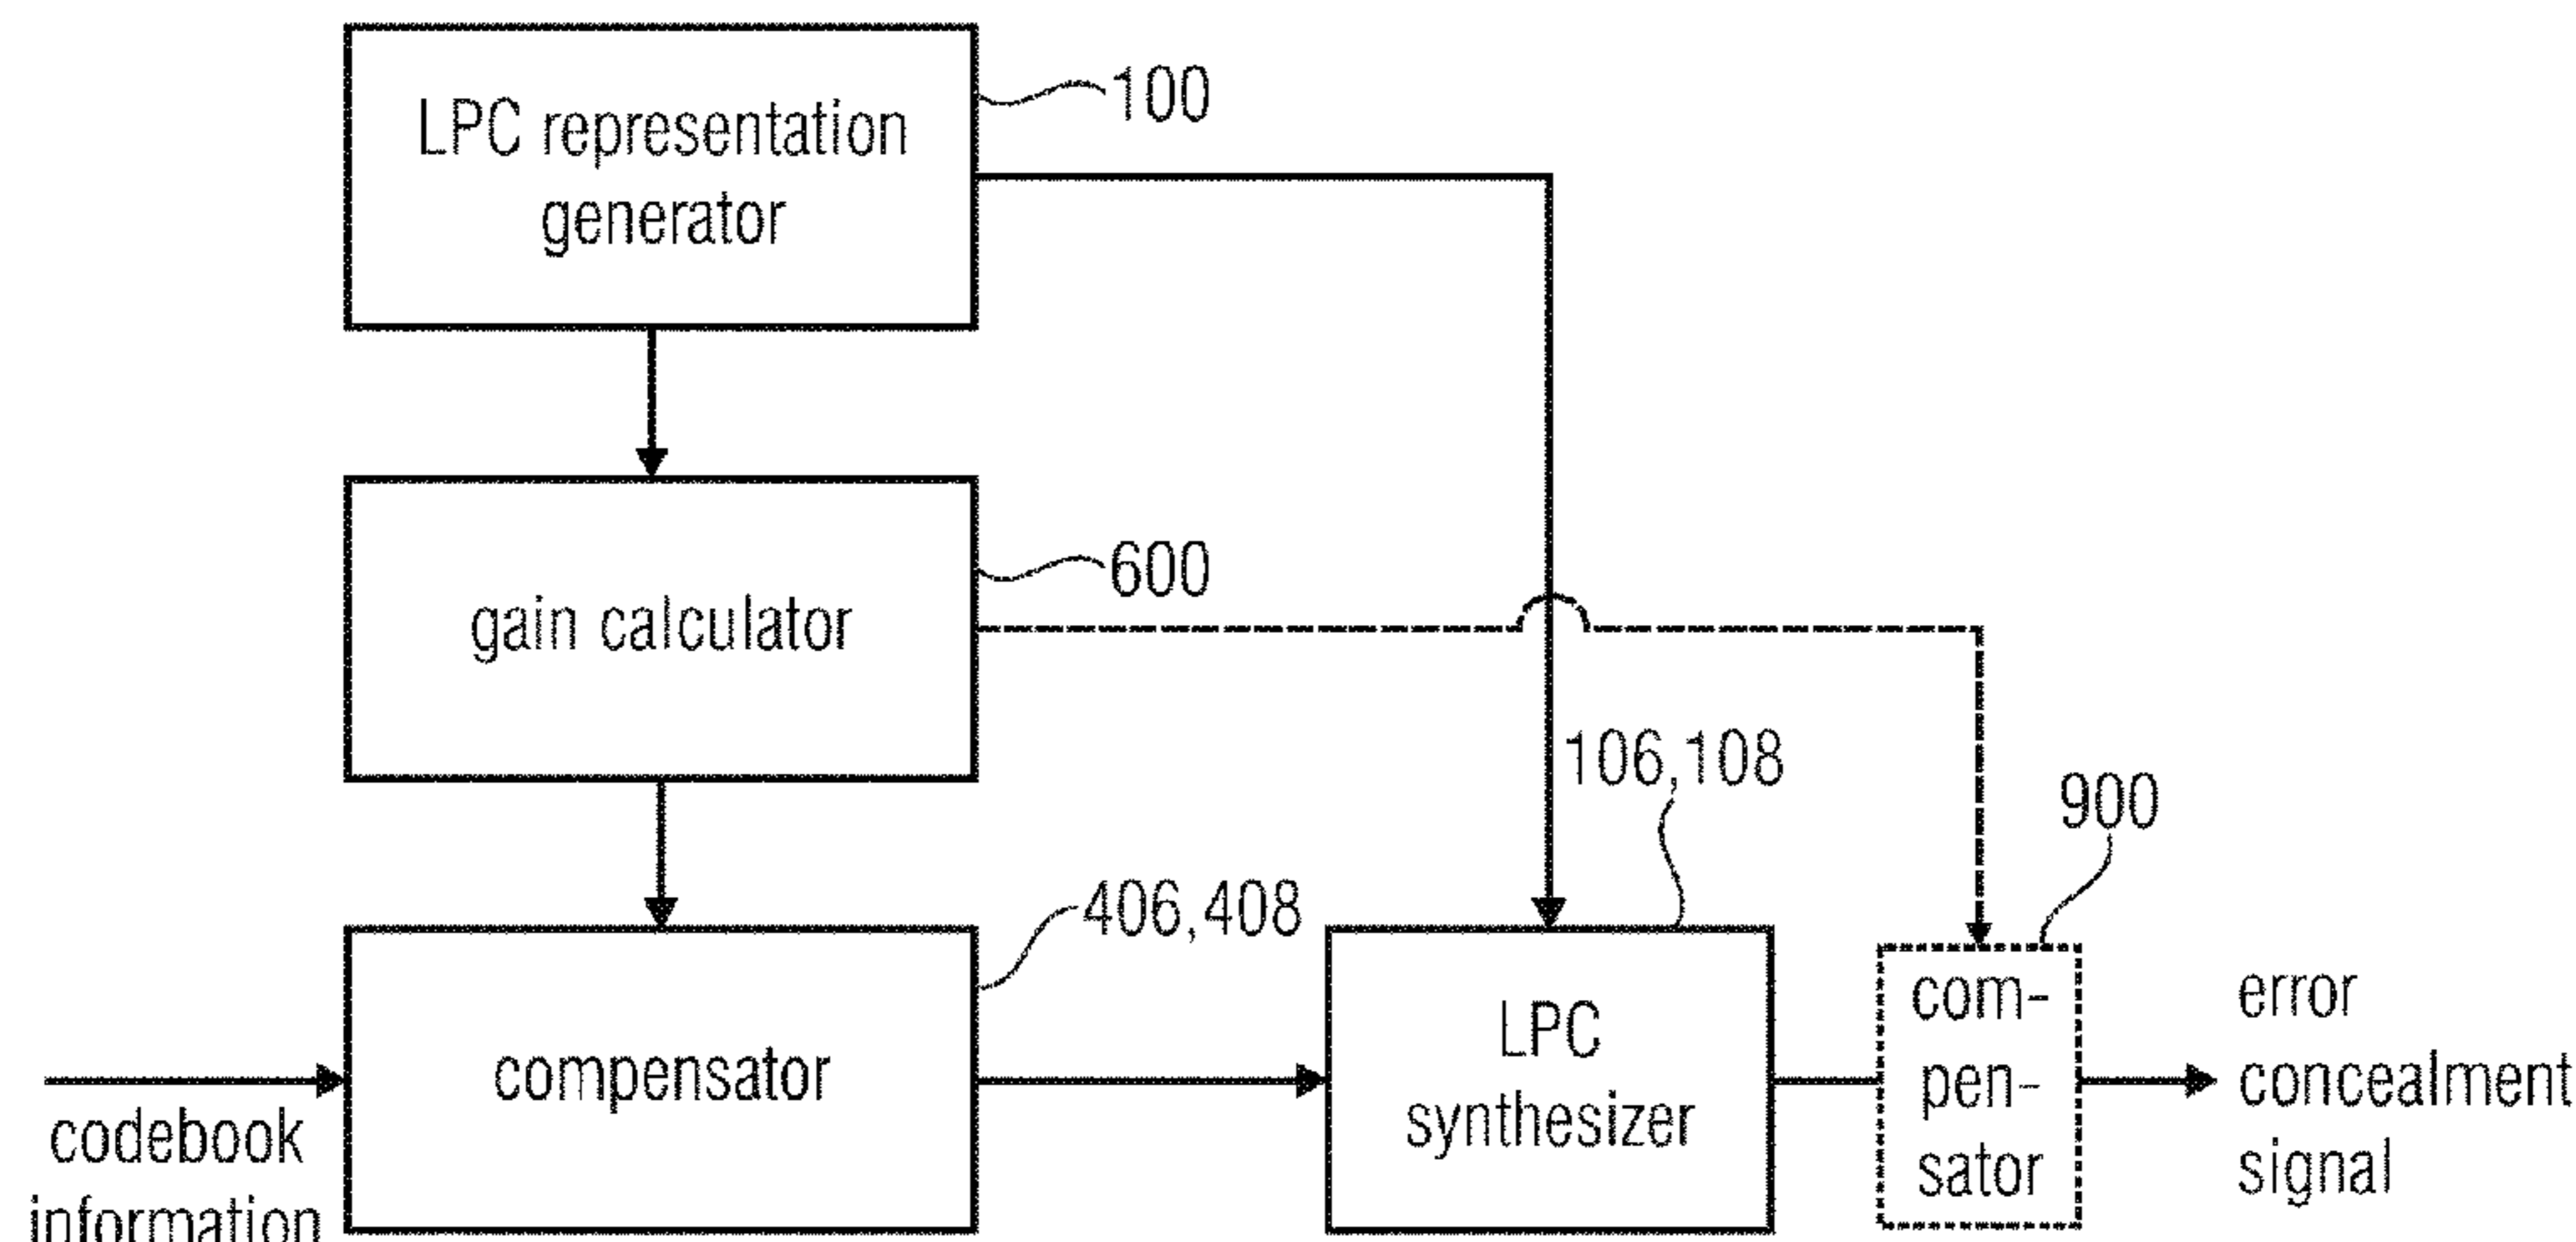 LPC representation
generator
100
gain calculator
600
106,108
900
406,408
compensator
LPC
synthesizer
com-
pen-
sator
error
concealment
signal
codebook
information